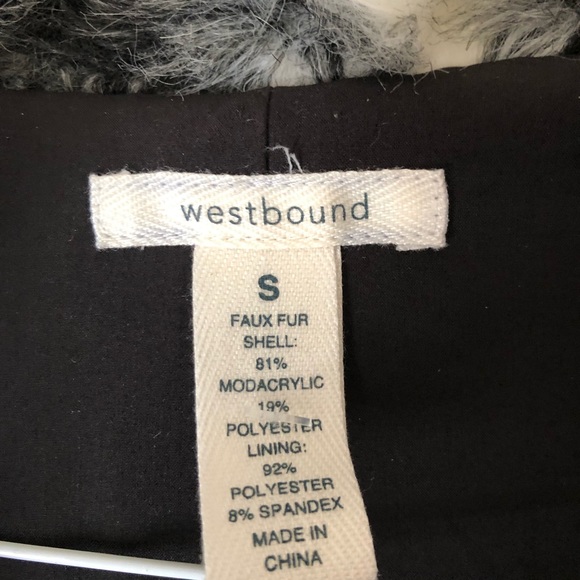 westbound
S
FAUX FUR
SHELL:
81%
MODACRYLIC
19%
POLYESTER
LINING:
92%
POLYESTER
8% SPANDEX
MADE IN
CHINA